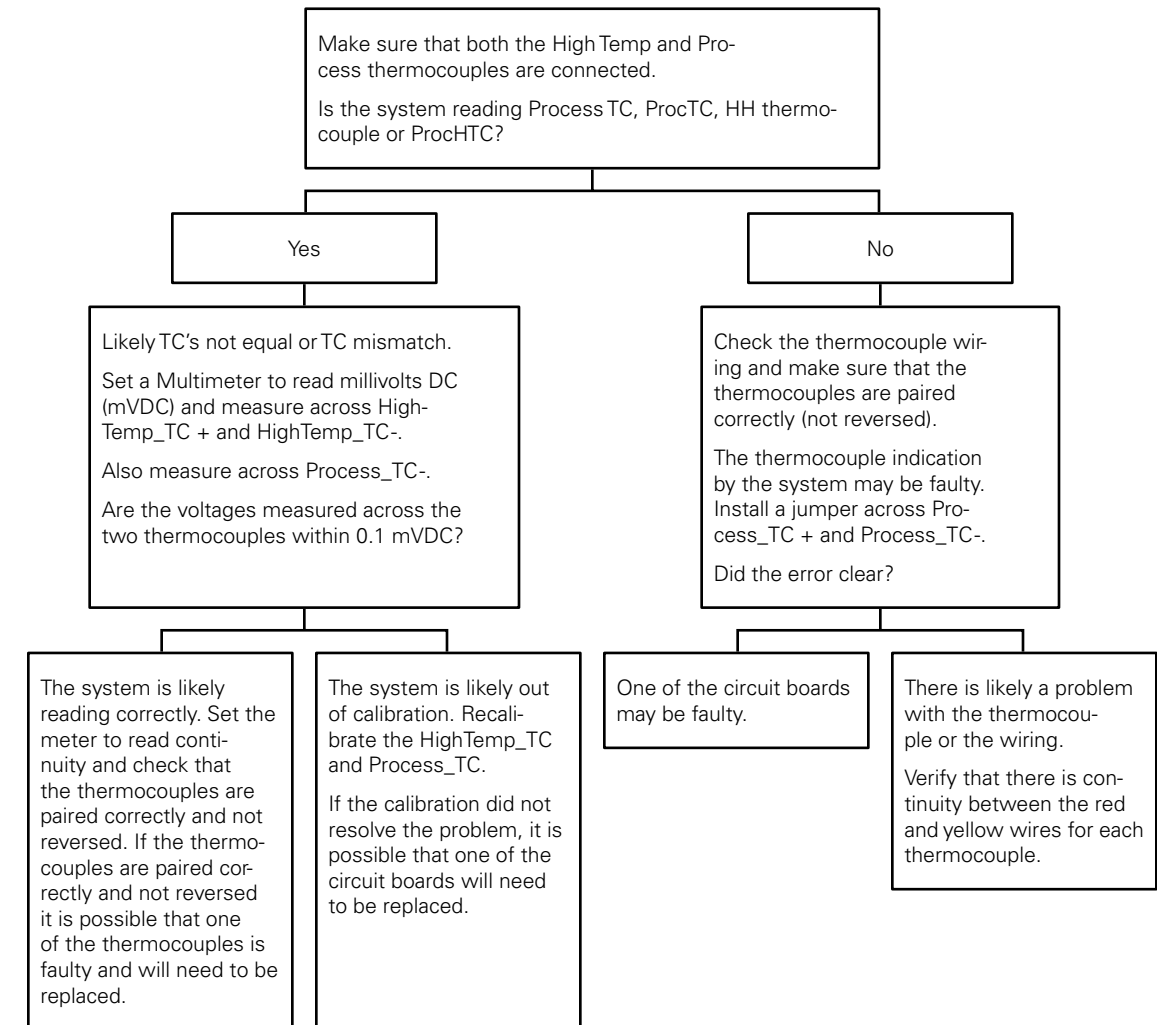 Make sure that both the High Temp and Pro-
cess thermocouples are connected.
Is the system reading Process TC, ProcTC, HH thermo-
couple or ProcHTC?
Yes
No
Likely TC's not equal or TC mismatch.
Set a Multimeter to read millivolts DC
(mVDC) and measure across High-
Temp_TC + and HighTemp_TC-.
Also measure across Process_TC-.
Are the voltages measured across the
two thermocouples within 0.1 mVDC?
Check the thermocouple wir-
ing and make sure that the
thermocouples are paired
correctly (not reversed).
The thermocouple indication
by the system may be faulty.
Install a jumper across Pro-
cess_TC + and Process_TC-.
Did the error clear?
The system is likely
reading correctly. Set the
meter to read conti-
nuity and check that
the thermocouples are
paired correctly and not
reversed. If the thermo-
couples are paired cor-
rectly and not reversed
it is possible that one
of the thermocouples is
faulty and will need to be
replaced.
The system is likely out
of calibration. Recali-
brate the HighTemp_TC
and Process_TC.
If the calibration did not
resolve the problem, it is
possible that one of the
circuit boards will need
to be replaced.
One of the circuit boards
may be faulty.
There is likely a problem
with the thermocou-
ple or the wiring.
Verify that there is con-
tinuity between the red
and yellow wires for each
thermocouple.